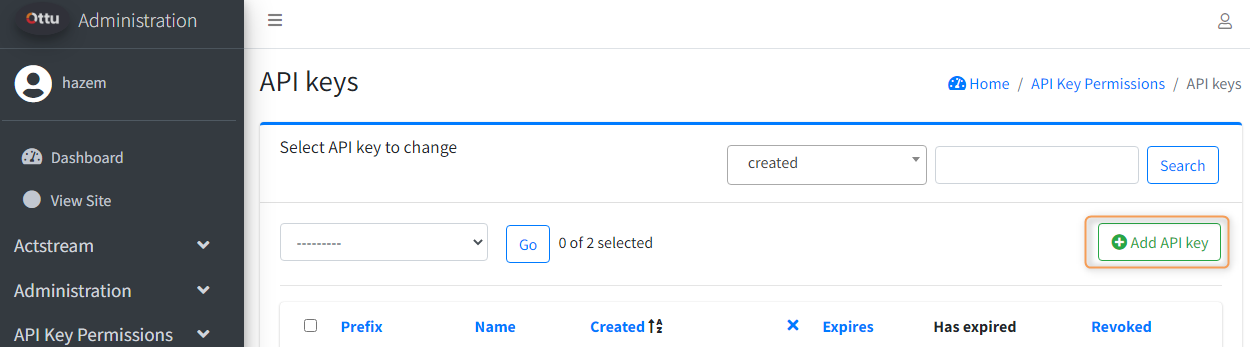 Ottu Administration
hazem
Dashboard
View Site
Actstream
Administration
API Key Permissions
API keys
Home / API Key Permissions / API keys
Select API key to change
created
Search
---------
Go
0 of 2 selected
Add API key
Prefix Name Created Expires Has expired Revoked